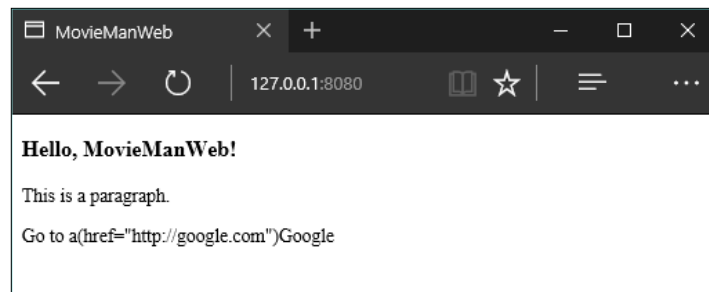 MovieManWeb
127.0.0.1:8080
Hello, MovieManWeb!
This is a paragraph.
Go to a(href="http://google.com")Google